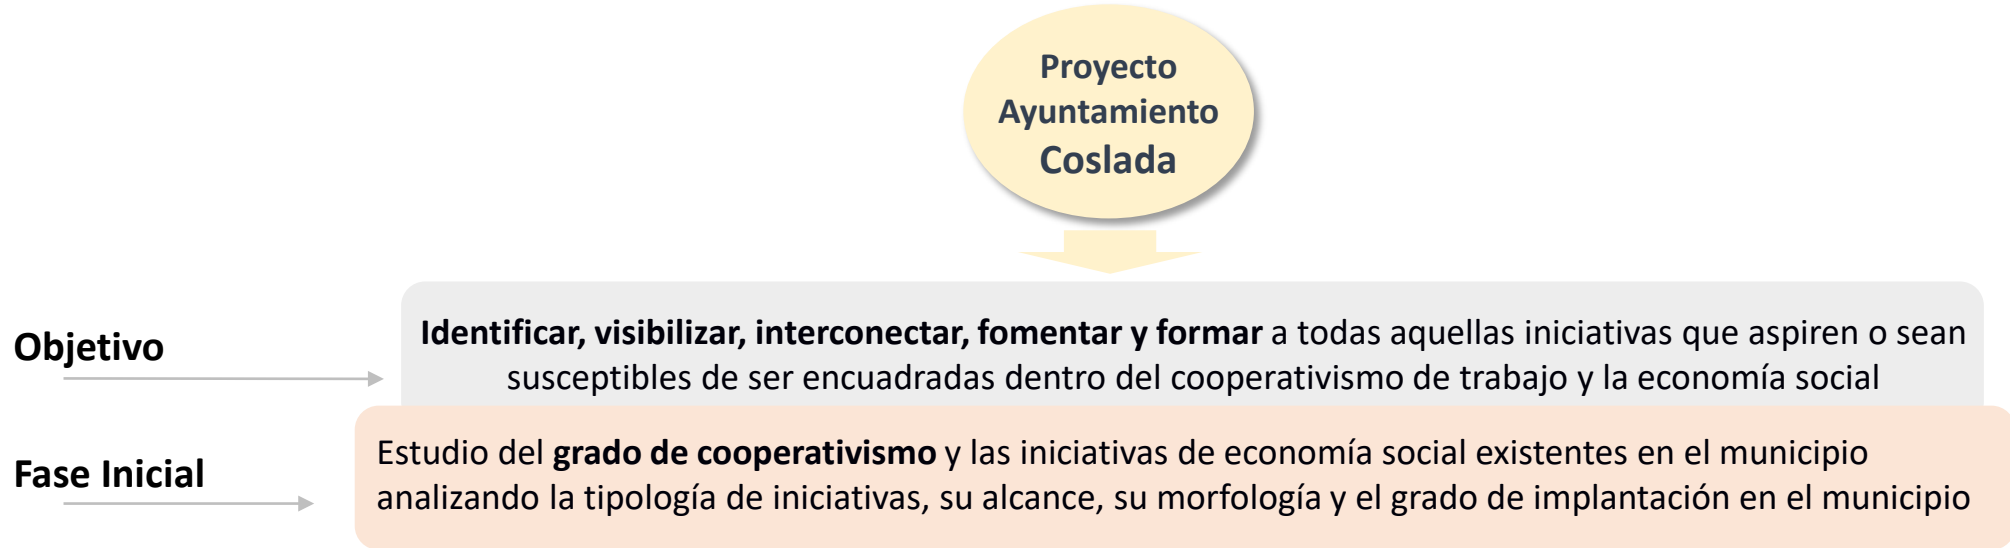 Proyecto
Ayuntamiento
Coslada
Objetivo
Identificar, visibilizar, interconectar, fomentar y formar a todas aquellas iniciativas que aspiren o sean
susceptibles de ser encuadradas dentro del cooperativismo de trabajo y la economía social
Fase Inicial
Estudio del grado de cooperativismo y las iniciativas de economía social existentes en el municipio
analizando la tipología de iniciativas, su alcance, su morfología y el grado de implantación en el municipio